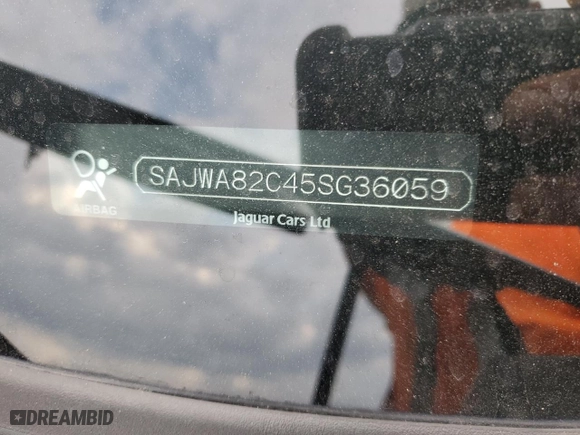 SAJWA82C45SG36059
AIRBAG
Jaguar Cars Ltd
DREAMBID